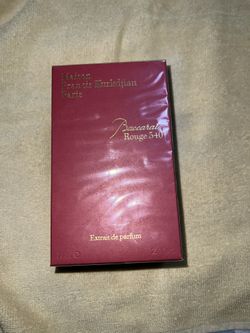 Maison
Francis Kurkdjian
Paris
Baccarat
Rouge 540
Extrait de parfum